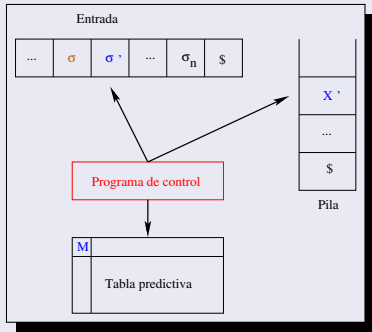 Entrada
... σ σ ' ... σn $
X '
...
$
Pila
Programa de control
M
Tabla predictiva